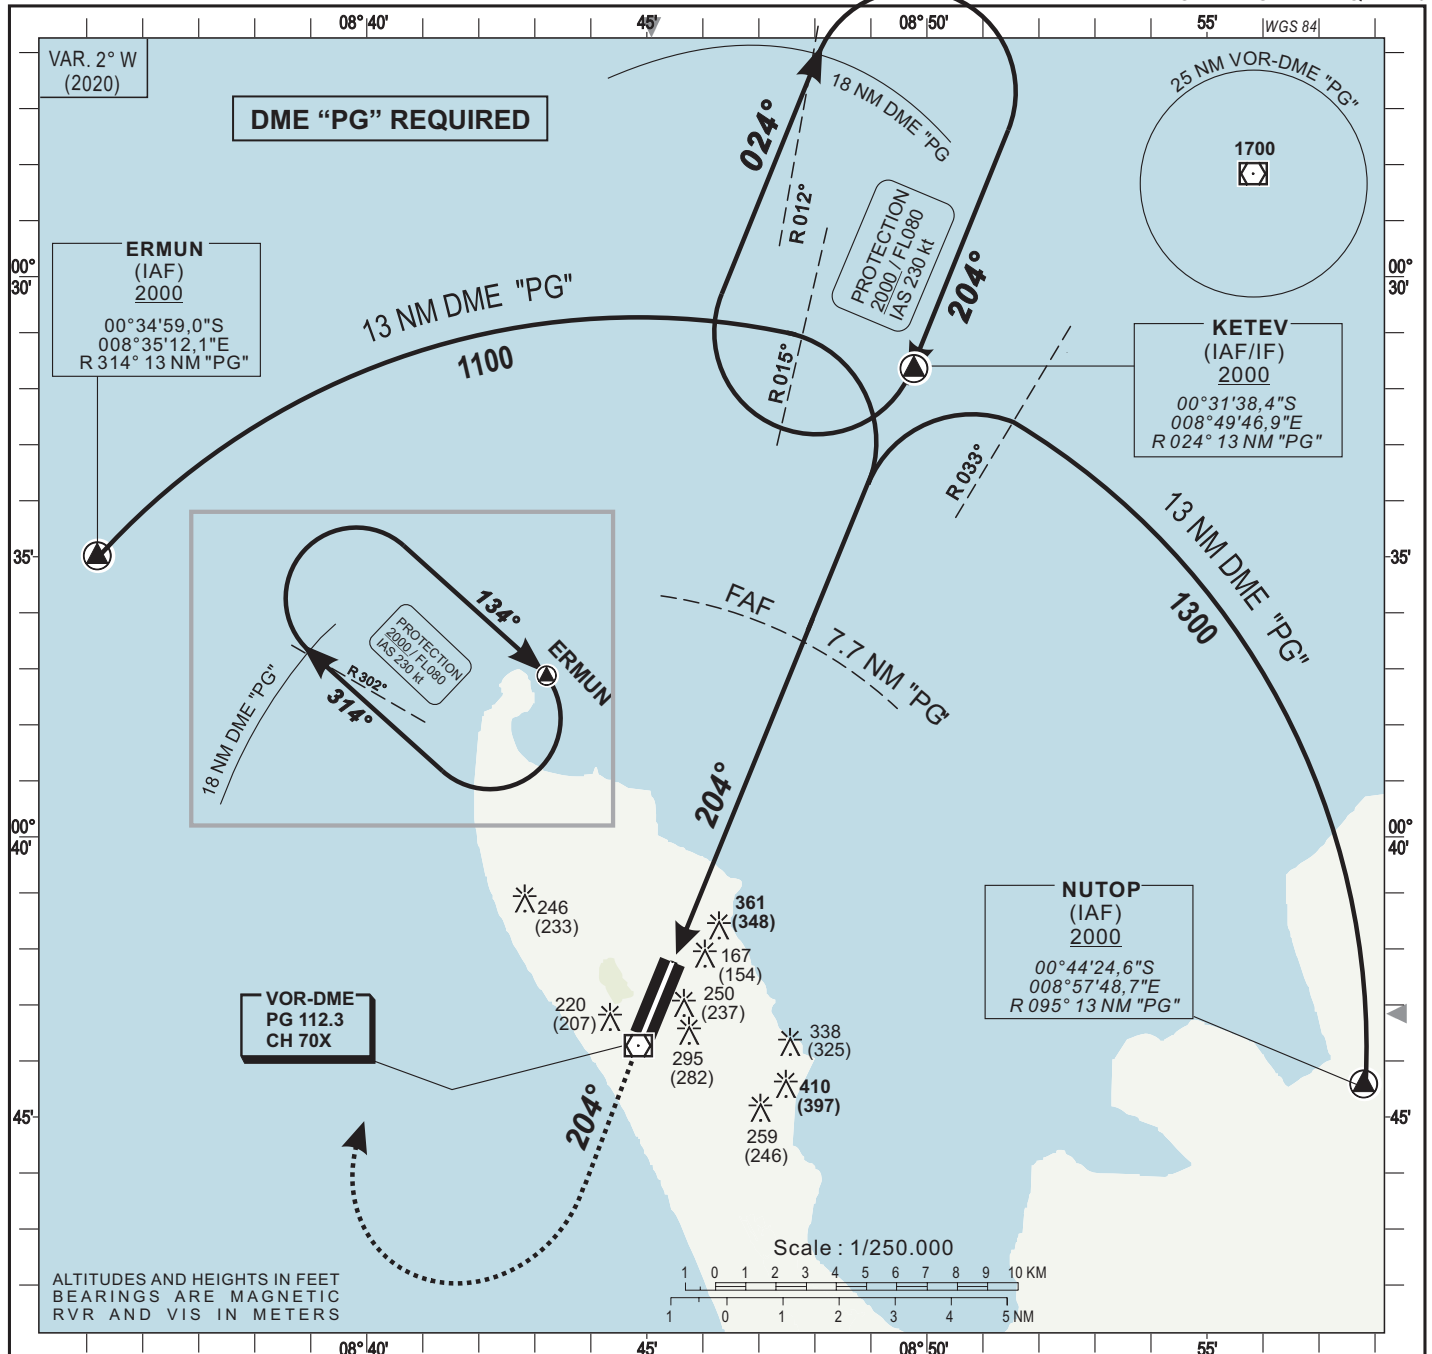 08°40'
45'
08°50'
55'
WGS 84
VAR. 2° W
(2020)
DME “PG” REQUIRED
25 NM VOR-DME "PG"
1700
18 NM DME "PG
024°
R 012°
PROTECTION
2000 / FL080
IAS 230 kt
204°
ERMUN
(IAF)
2000
00°34'59,0"S
008°35'12,1"E
R 314° 13 NM "PG"
00°
30'
00°
30'
13 NM DME "PG"
1100
R 015°
KETEV
(IAF/IF)
2000
00°31'38,4"S
008°49'46,9"E
R 024° 13 NM "PG"
R 033°
13 NM DME "PG"
1300
35'
35'
134°
ERMUN
PROTECTION
2000 / FL080
IAS 230 kt
R 302°
314°
18 NM DME "PG"
FAF
7.7 NM "PG'
204°
00°
40'
00°
40'
NUTOP
(IAF)
2000
00°44'24,6"S
008°57'48,7"E
R 095° 13 NM "PG"
246
(233)
361
(348)
167
(154)
250
(237)
220
(207)
295
(282)
338
(325)
410
(397)
259
(246)
VOR-DME
PG 112.3
CH 70X
204°
45'
45'
Scale : 1/250.000
1 0 1 2 3 4 5 6 7 8 9 10 KM
1 0 1 2 3 4 5 NM
ALTITUDES AND HEIGHTS IN FEET
BEARINGS ARE MAGNETIC
RVR AND VIS IN METERS
08°40'
45'
08°50'
55'